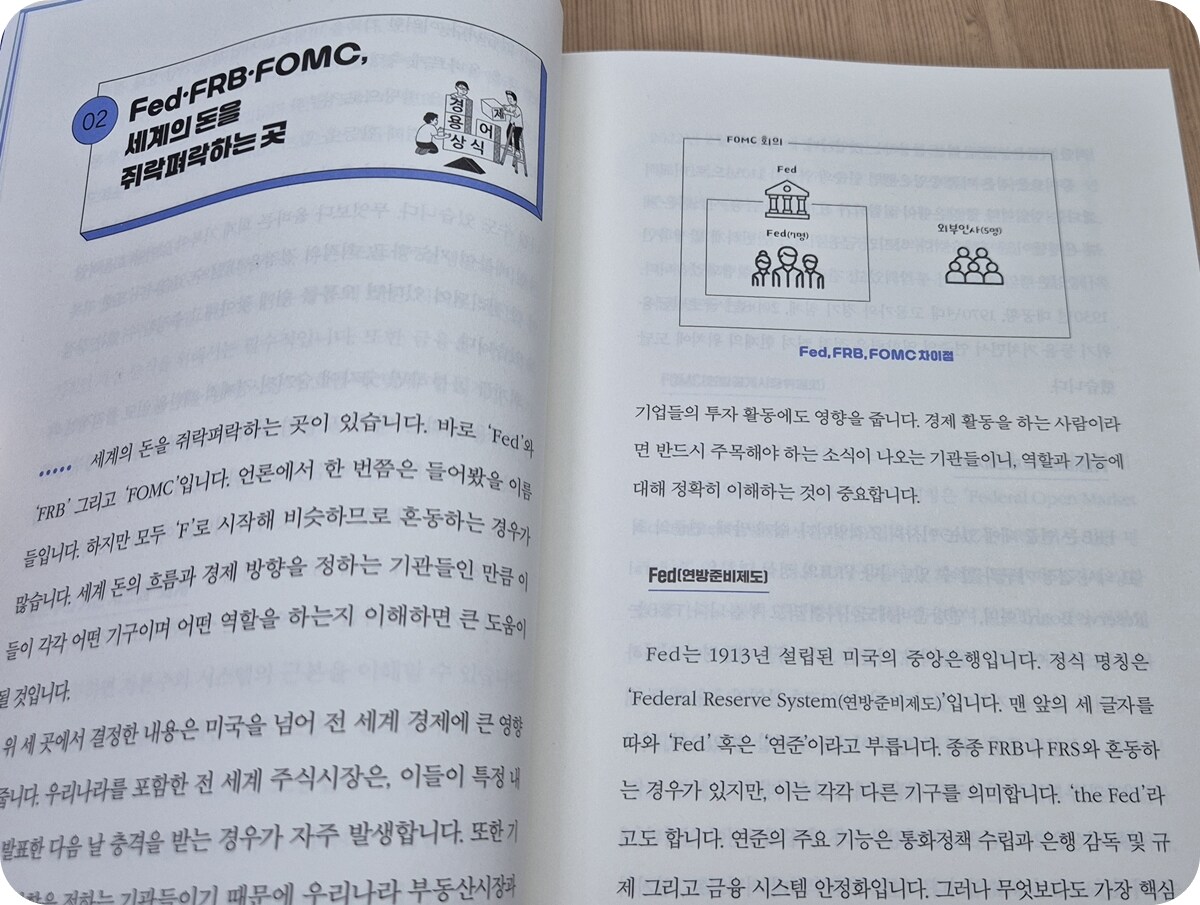 02
Fed·FRB·FOMC,
세계의 돈을
쥐락펴락하는 곳
경
제
용
어
상
식
세계의 돈을 쥐락펴락하는 곳이 있습니다. 바로 ‘Fed’와
‘FRB’ 그리고 ‘FOMC’입니다. 언론에서 한 번쯤은 들어봤을 이름
들입니다. 하지만 모두 ‘F’로 시작해 비슷하므로 혼동하는 경우가
많습니다. 세계 돈의 흐름과 경제 방향을 정하는 기관들인 만큼 이
들이 각각 어떤 기구이며 어떤 역할을 하는지 이해하면 큰 도움이
될 것입니다.
위 세 곳에서 결정한 내용은 미국을 넘어 전 세계 경제에 큰 영향
줍니다. 우리나라를 포함한 전 세계 주식시장은, 이들이 특정 내
발표한 다음 날 충격을 받는 경우가 자주 발생합니다. 또한 기
정하는 기관들이기 때문에 우리나라 부동산시장과
FOMC 회의
Fed
Fed(7명)
외부인사(5명)
Fed, FRB, FOMC 차이점
기업들의 투자 활동에도 영향을 줍니다. 경제 활동을 하는 사람이라
면 반드시 주목해야 하는 소식이 나오는 기관들이니, 역할과 기능에
대해 정확히 이해하는 것이 중요합니다.
Fed(연방준비제도)
Fed는 1913년 설립된 미국의 중앙은행입니다. 정식 명칭은
‘Federal Reserve System(연방준비제도)’입니다. 맨 앞의 세 글자를
따와 ‘Fed’ 혹은 ‘연준’이라고 부릅니다. 종종 FRB나 FRS와 혼동하
는 경우가 있지만, 이는 각각 다른 기구를 의미합니다. ‘the Fed’라
고도 합니다. 연준의 주요 기능은 통화정책 수립과 은행 감독 및 규
제 그리고 금융 시스템 안정화입니다. 그러나 무엇보다도 가장 핵심